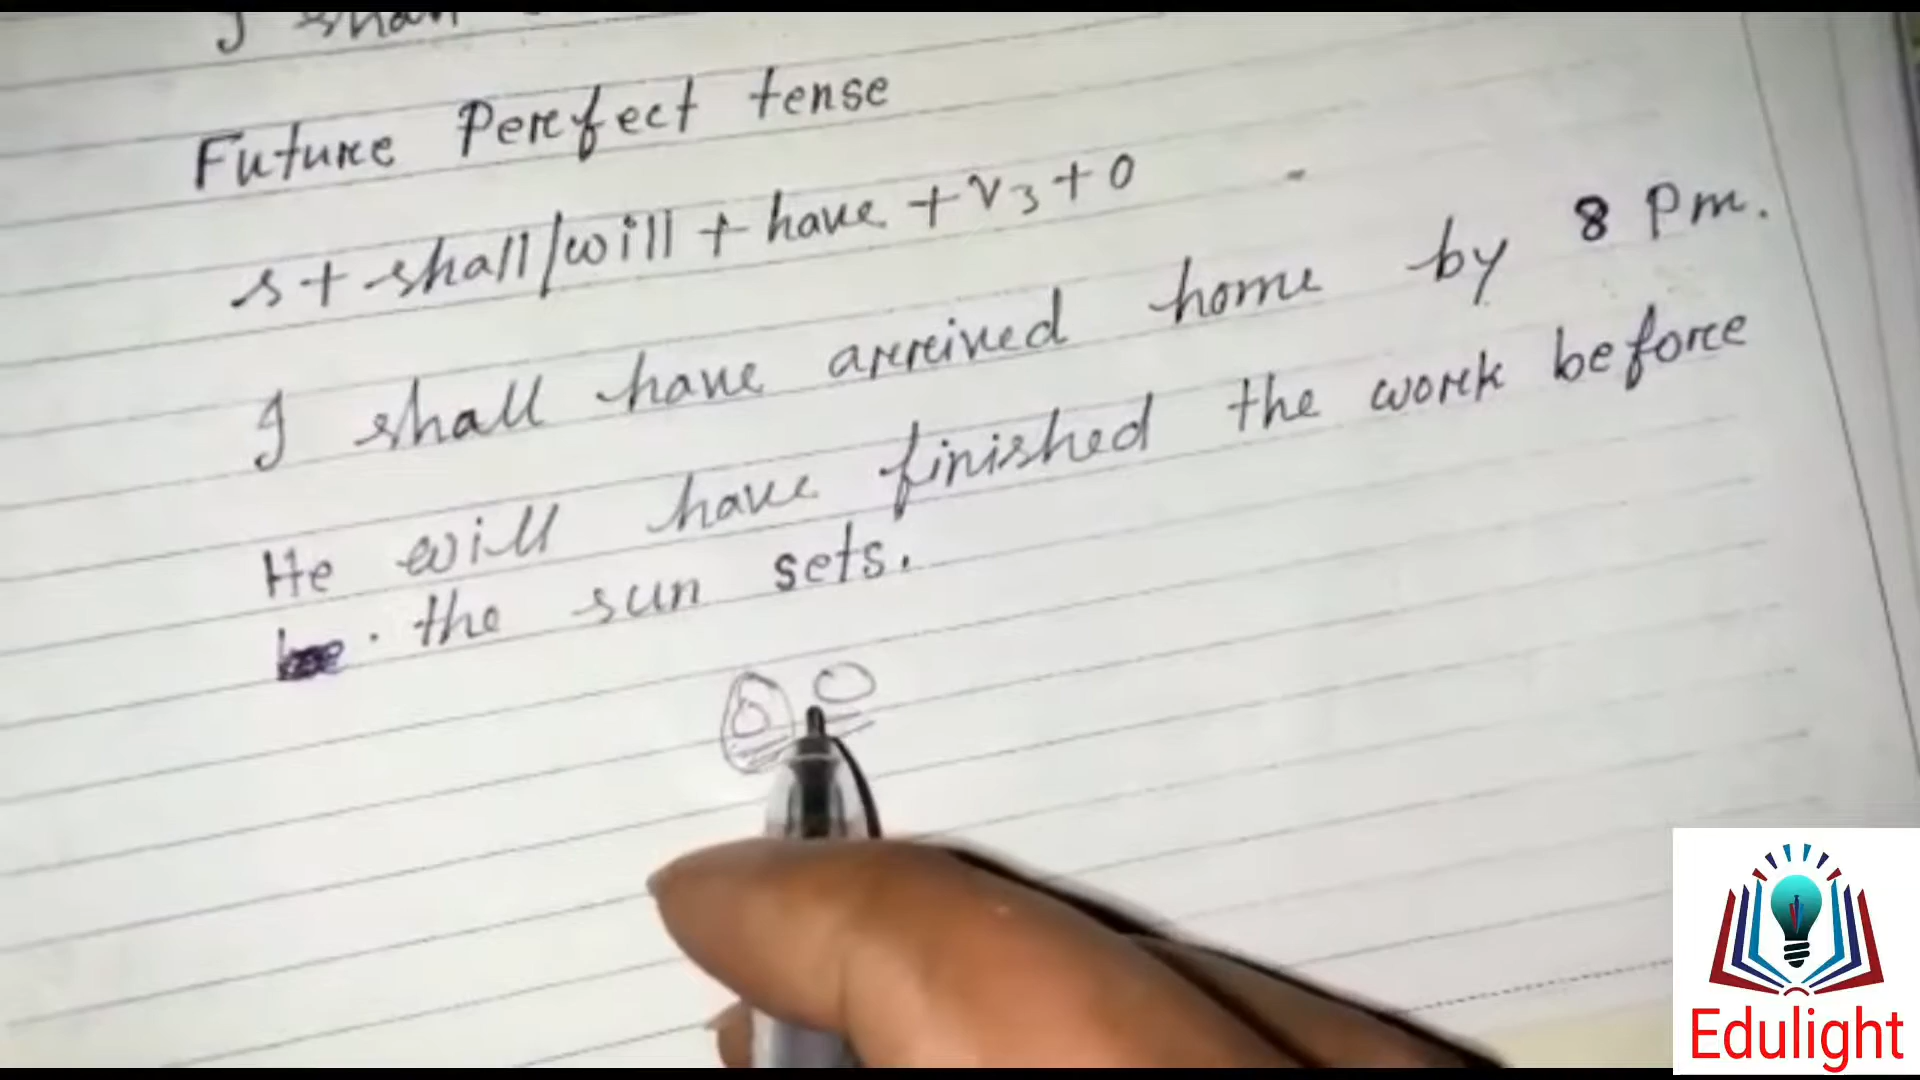 I shall
Future Perfect tense
s + shall/will + have + v3 + o
I shall have arrived home by 8 Pm.
He will have finished the work before
the sun sets.
Edulight